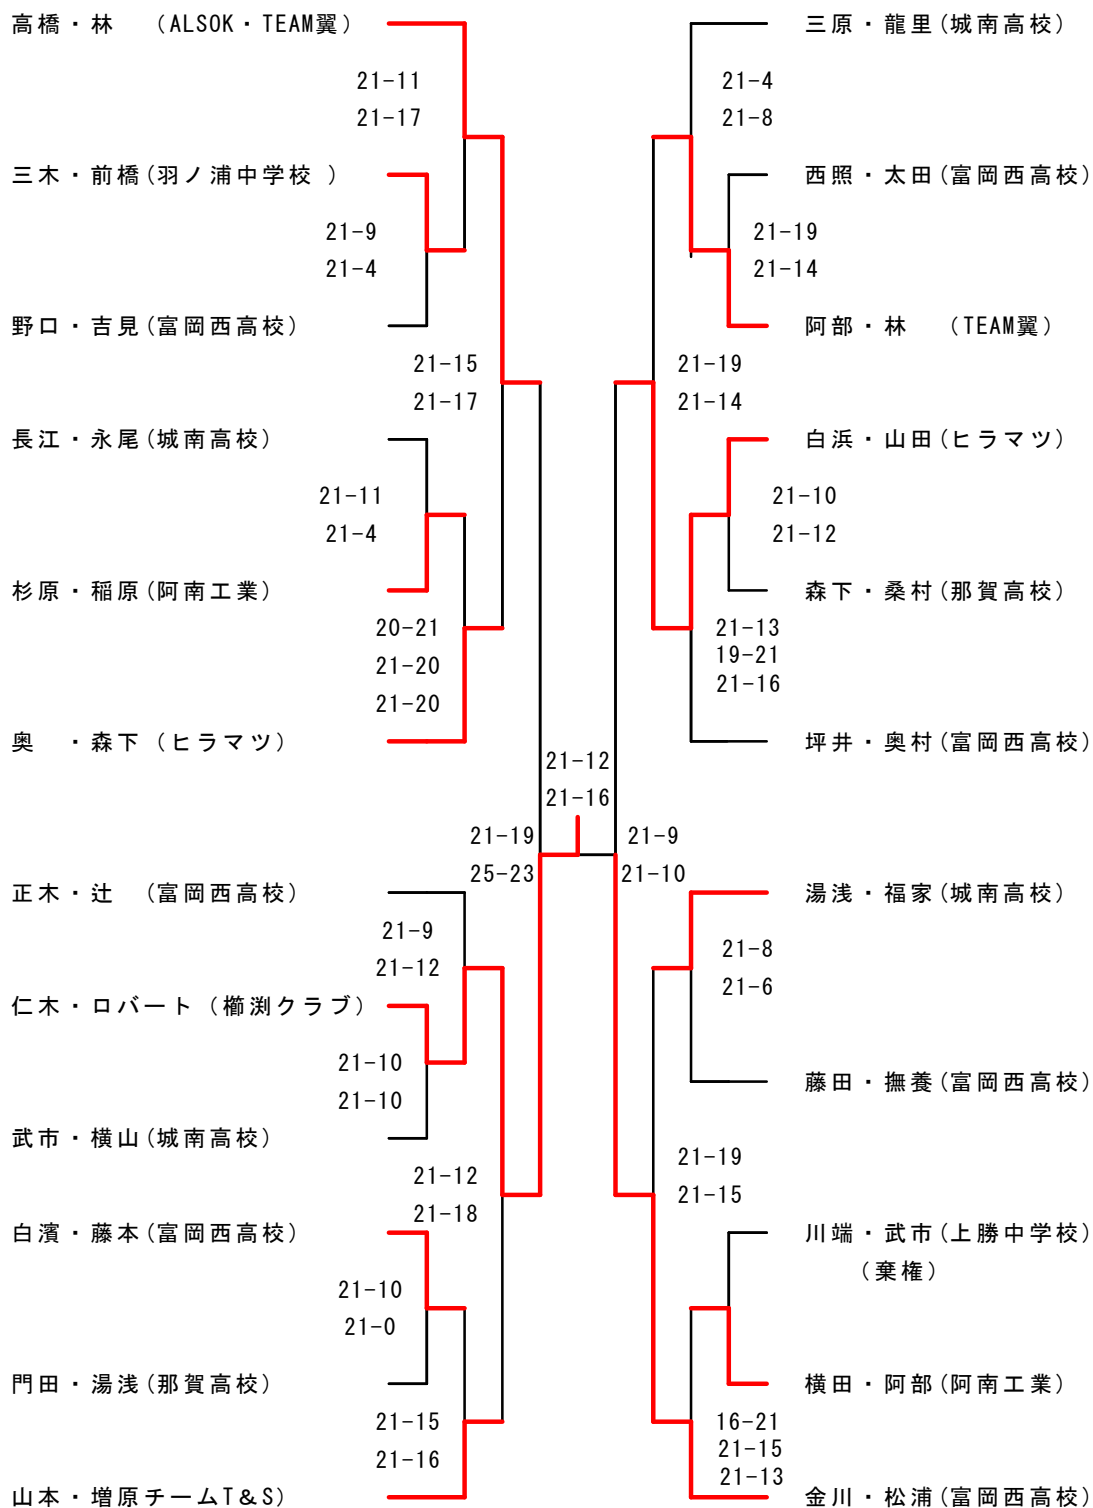 高橋・林　（ALSOK・TEAM翼）
21-11
21-17
三木・前橋(羽ノ浦中学校 )
21-9
21-4
野口・吉見(富岡西高校)
21-15
21-17
長江・永尾(城南高校)
21-11
21-4
杉原・稲原(阿南工業)
20-21
21-20
21-20
奥　・森下（ヒラマツ）
21-12
21-16
21-19
25-23
正木・辻　(富岡西高校)
21-9
21-12
仁木・ロバート（櫛渕クラブ）
21-10
21-10
武市・横山(城南高校)
21-12
21-18
白濱・藤本(富岡西高校)
21-10
21-0
門田・湯浅(那賀高校)
21-15
21-16
山本・増原チームT&S)
三原・龍里(城南高校)
21-4
21-8
西照・太田(富岡西高校)
21-19
21-14
阿部・林　（TEAM翼）
21-19
21-14
白浜・山田(ヒラマツ)
21-10
21-12
森下・桑村(那賀高校)
21-13
19-21
21-16
坪井・奥村(富岡西高校)
21-9
21-10
湯浅・福家(城南高校)
21-8
21-6
藤田・撫養(富岡西高校)
21-19
21-15
川端・武市(上勝中学校)
（棄権）
横田・阿部(阿南工業)
16-21
21-15
21-13
金川・松浦(富岡西高校)